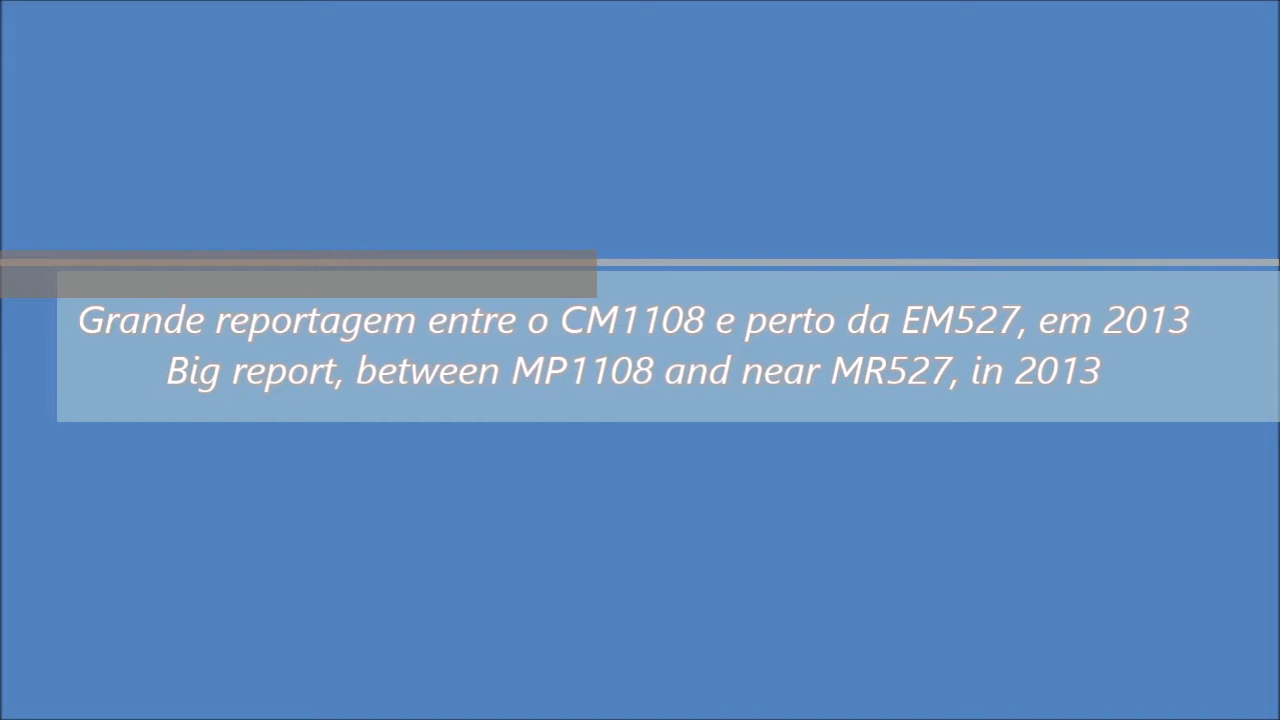 Grande reportagem entre o CM1108 e perto da EM527, em 2013
Big report, between MP1108 and near MR527, in 2013